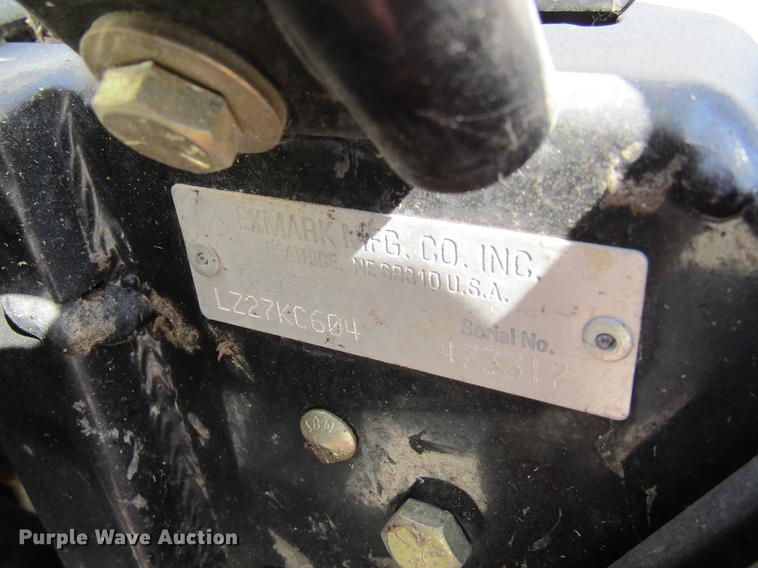 EXMARK MFG. CO. INC.
BEATRICE, NE 68310 U.S.A.
LZ27KC604
Serial No.
473317
Purple Wave Auction